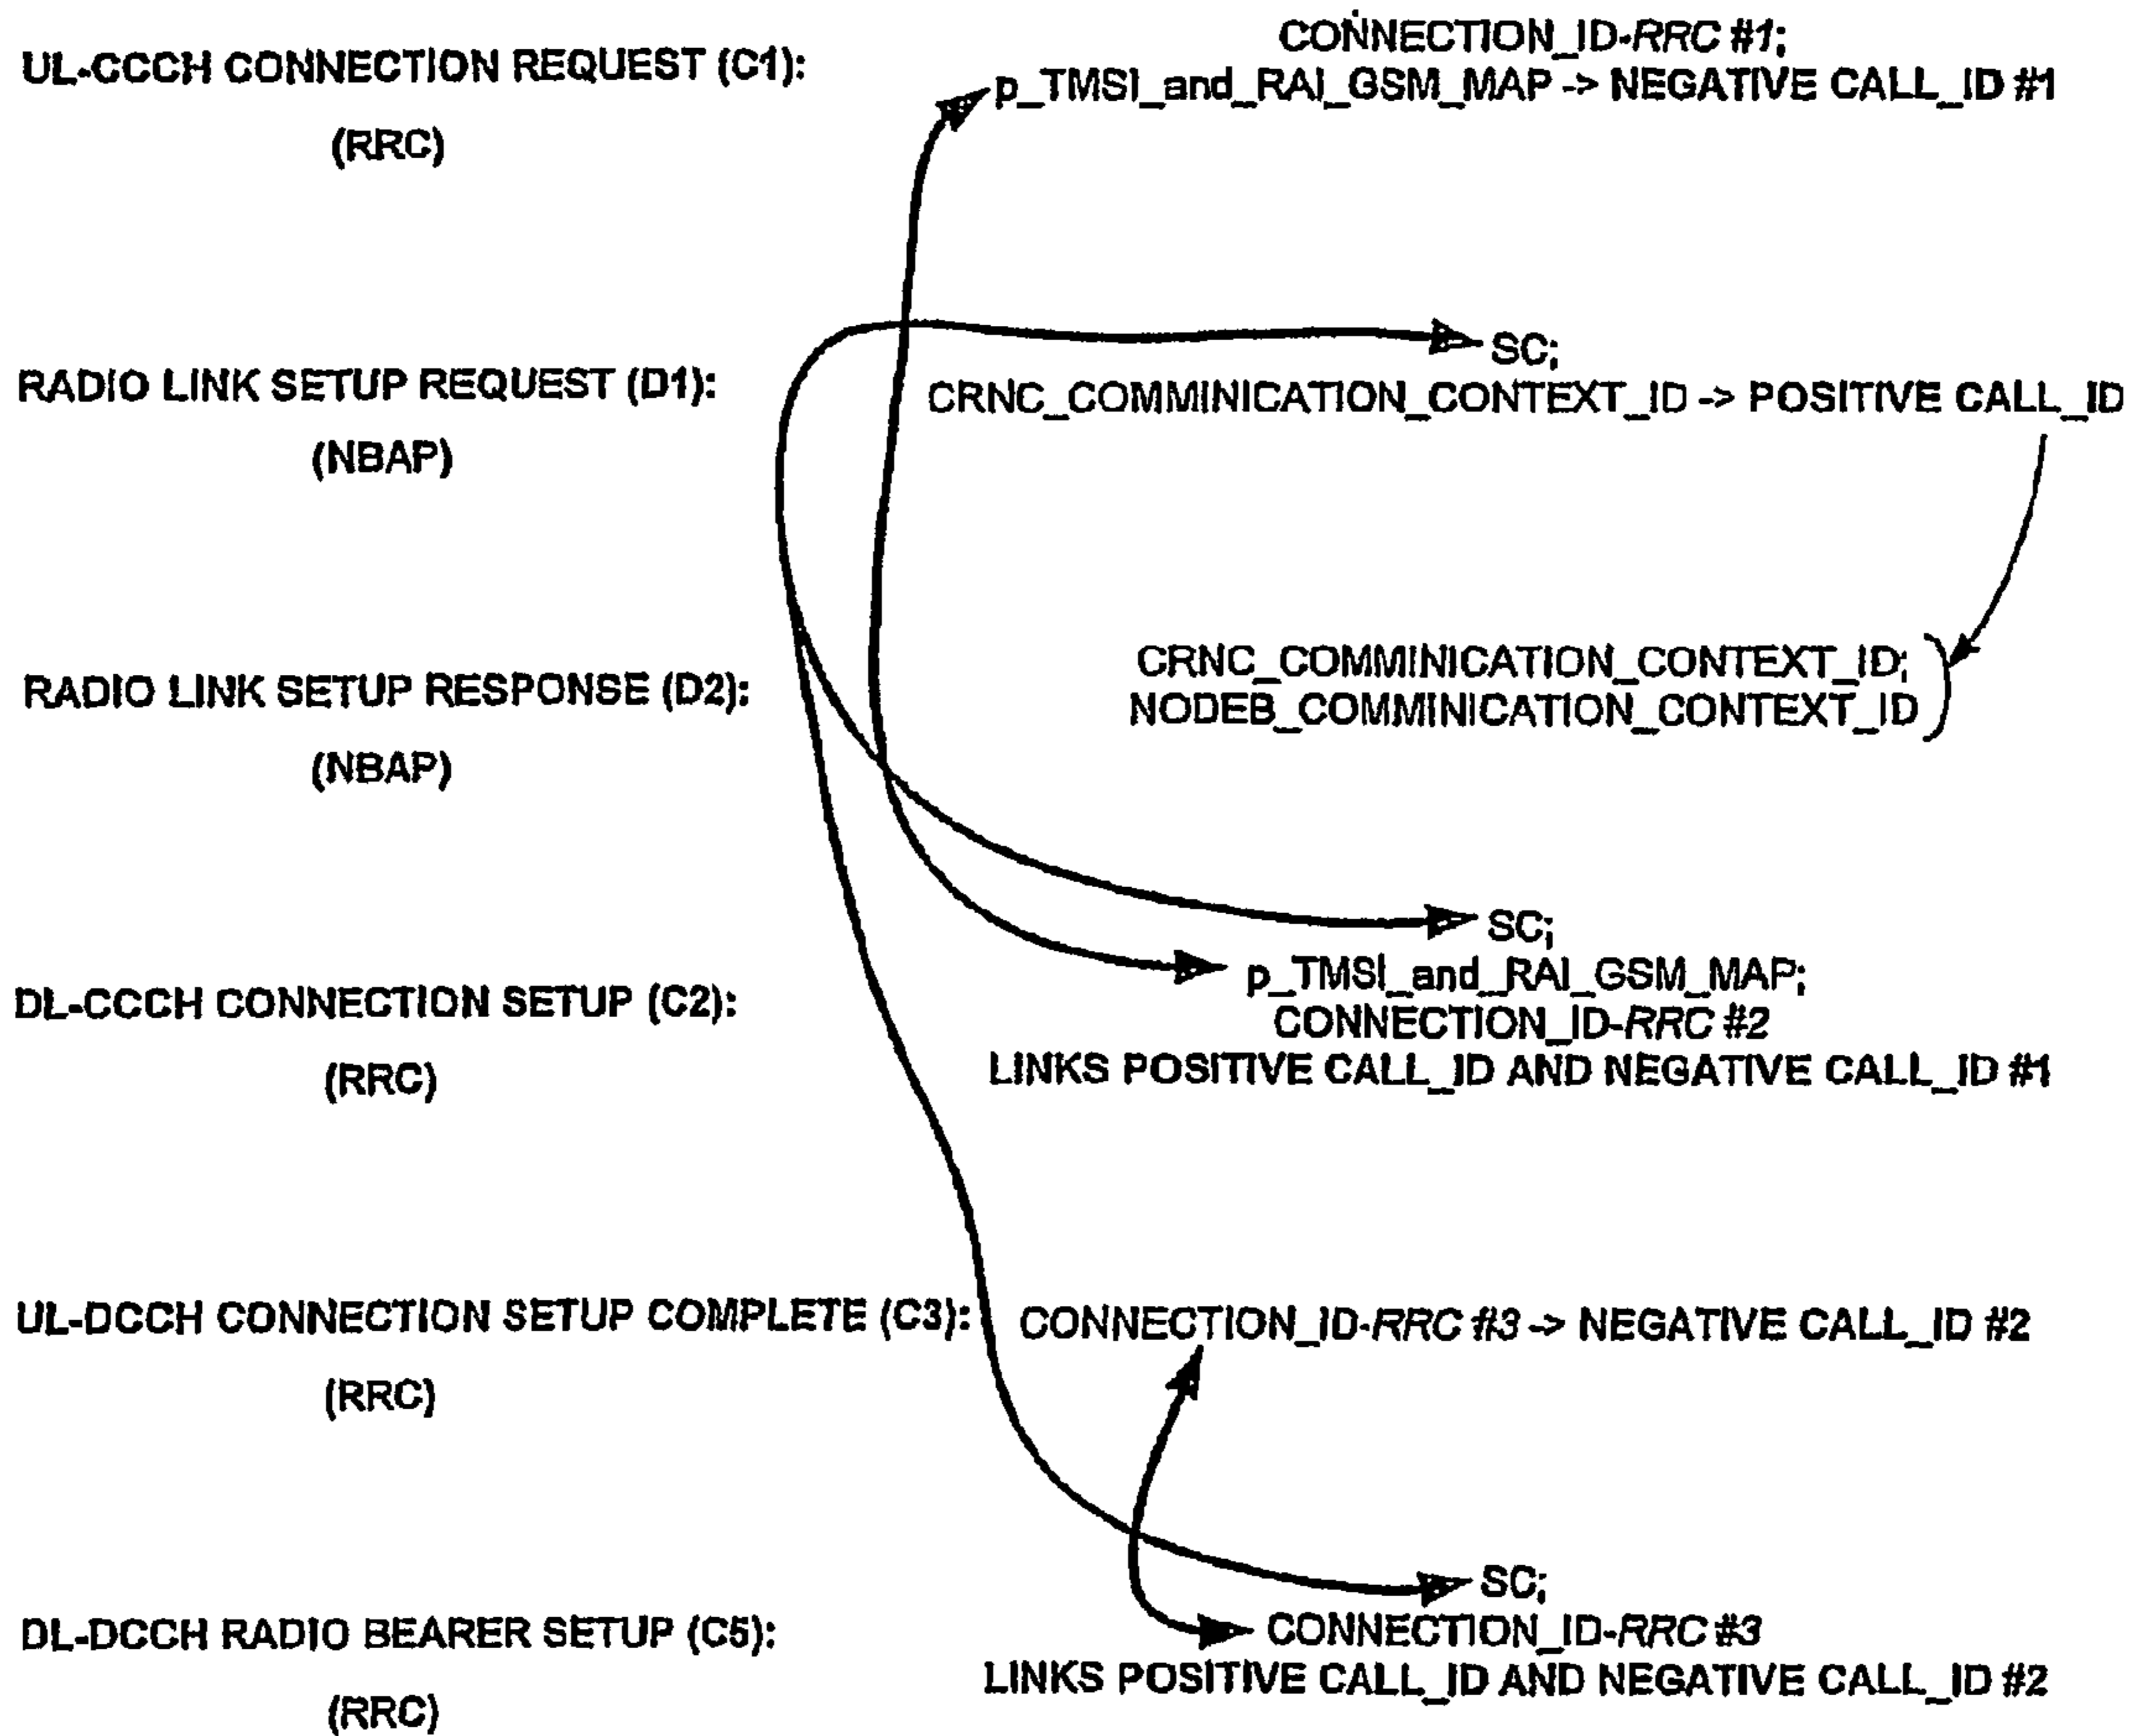 UL-CCCH CONNECTION REQUEST (C1):
(RRC)
CONNECTION_ID-RRC #1;
p_TMSI_and_RAI_GSM_MAP -> NEGATIVE CALL_ID #1
RADIO LINK SETUP REQUEST (D1):
(NBAP)
SC;
CRNC_COMMINICATION_CONTEXT_ID -> POSITIVE CALL_ID
RADIO LINK SETUP RESPONSE (D2):
(NBAP)
CRNC_COMMINICATION_CONTEXT_ID;
NODEB_COMMINICATION_CONTEXT_ID
DL-CCCH CONNECTION SETUP (C2):
(RRC)
SC;
p_TMSI_and_RAI_GSM_MAP;
CONNECTION_ID-RRC #2
LINKS POSITIVE CALL_ID AND NEGATIVE CALL_ID #1
UL-DCCH CONNECTION SETUP COMPLETE (C3):
(RRC)
CONNECTION_ID-RRC #3 -> NEGATIVE CALL_ID #2
DL-DCCH RADIO BEARER SETUP (C5):
(RRC)
SC;
CONNECTION_ID-RRC #3
LINKS POSITIVE CALL_ID AND NEGATIVE CALL_ID #2